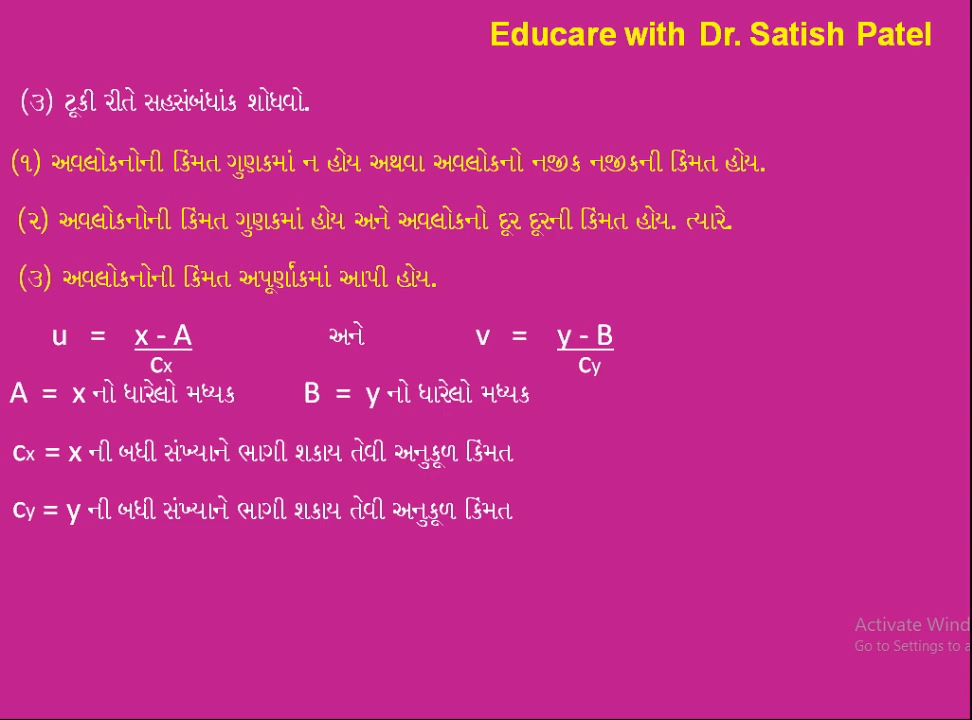 Educare with Dr. Satish Patel
(૩) ટૂકી રીતે સહસંબંધાંક શોધવો.
(૧) અવલોકનોની કિંમત ગુણકમાં ન હોય અથવા અવલોકનો નજીક નજીકની કિંમત હોય.
(૨) અવલોકનોની કિંમત ગુણકમાં હોય અને અવલોકનો દૂર દૂરની કિંમત હોય. ત્યારે.
(૩) અવલોકનોની કિંમત અપૂર્ણાંકમાં આપી હોય.
u = x - A અને v = y - B
cx cy
A = x નો ધારેલો મધ્યક B = y નો ધારેલો મધ્યક
cx = x ની બધી સંખ્યાને ભાગી શકાય તેવી અનુકૂળ કિંમત
cy = y ની બધી સંખ્યાને ભાગી શકાય તેવી અનુકૂળ કિંમત
Activate Wind
Go to Settings to a